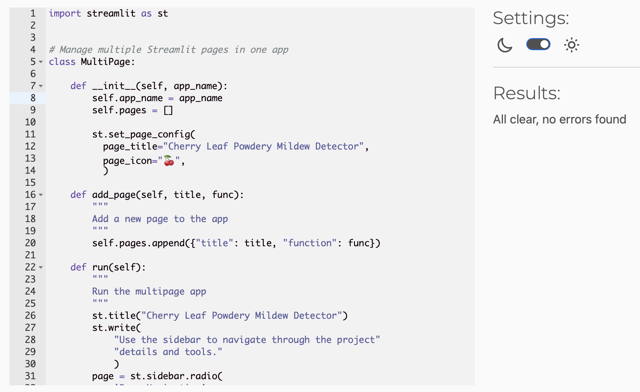 1 import streamlit as st
2
3
4 # Manage multiple Streamlit pages in one app
5 class MultiPage:
6
7     def __init__(self, app_name):
8         self.app_name = app_name
9         self.pages = []
10
11         st.set_page_config(
12           page_title="Cherry Leaf Powdery Mildew Detector",
13           page_icon="🍒",
14           )
15
16     def add_page(self, title, func):
17         """
18         Add a new page to the app
19         """
20         self.pages.append({"title": title, "function": func})
21
22     def run(self):
23         """
24         Run the multipage app
25         """
26         st.title("Cherry Leaf Powdery Mildew Detector")
27         st.write(
28             "Use the sidebar to navigate through the project"
29             "details and tools."
30             )
31         page = st.sidebar.radio(
Settings:
Results:
All clear, no errors found